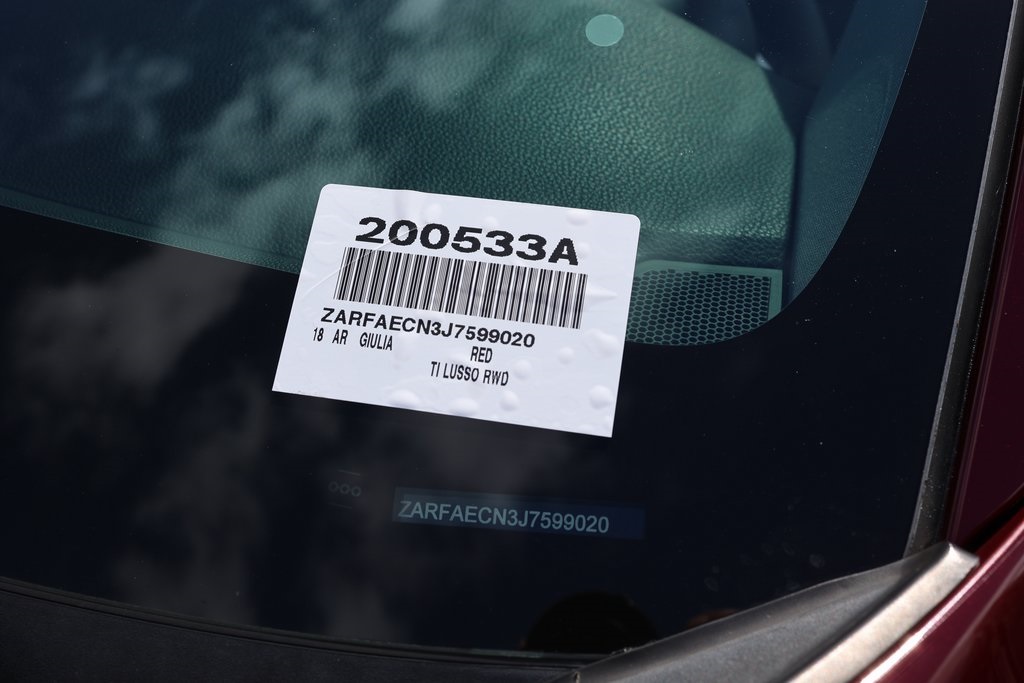 200533A
ZARFAECN3J7599020
18 AR GIULIA RED
TI LUSSO RWD
ZARFAECN3J7599020